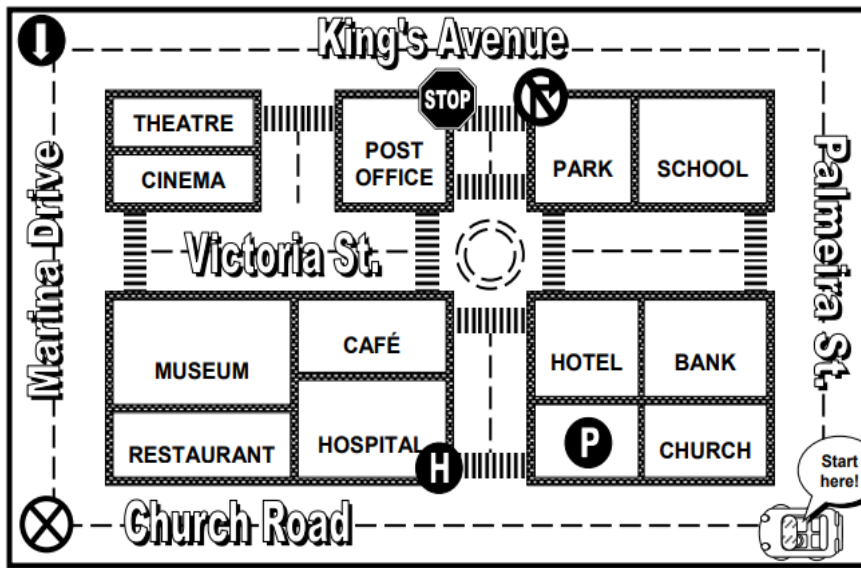 King's Avenue
STOP
THEATRE
CINEMA
POST
OFFICE
PARK
SCHOOL
Marina Drive
Palmeira St.
Victoria St.
MUSEUM
CAFÉ
HOTEL
BANK
RESTAURANT
HOSPITAL
H
P
CHURCH
Start
here!
Church Road